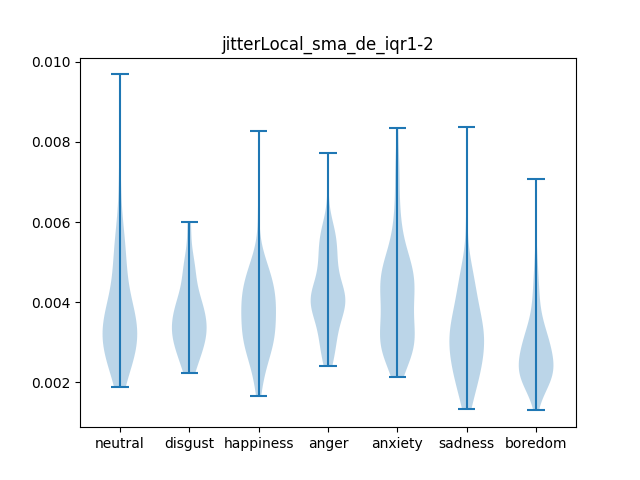 jitterLocal_sma_de_iqr1-2
0.010
0.008
0.006
0.004
0.002
neutral disgust happiness anger anxiety sadness boredom